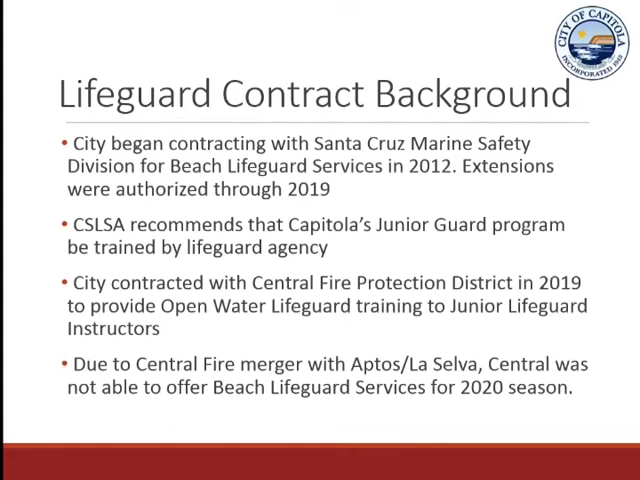 CITY OF CAPITOLA
INCORPORATED 1949
Lifeguard Contract Background
• City began contracting with Santa Cruz Marine Safety
Division for Beach Lifeguard Services in 2012. Extensions
were authorized through 2019
• CSLSA recommends that Capitola's Junior Guard program
be trained by lifeguard agency
• City contracted with Central Fire Protection District in 2019
to provide Open Water Lifeguard training to Junior Lifeguard
Instructors
• Due to Central Fire merger with Aptos/La Selva, Central was
not able to offer Beach Lifeguard Services for 2020 season.